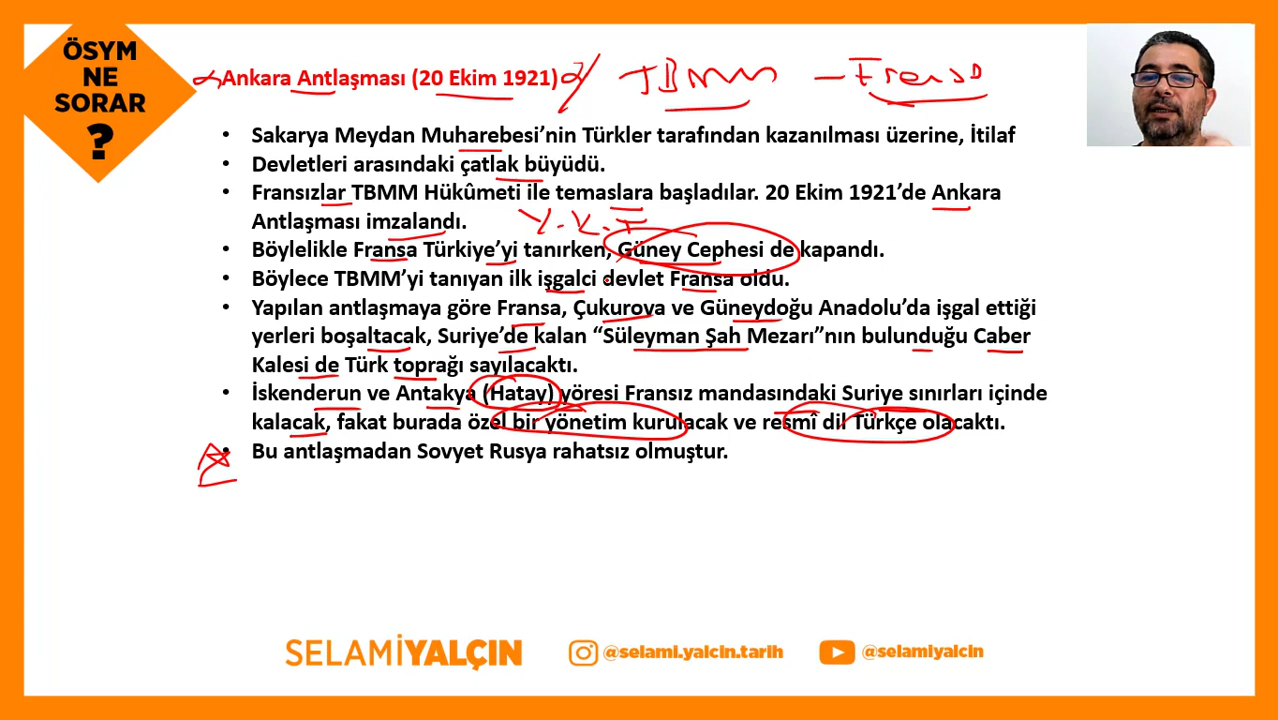 ÖSYM
NE
SORAR
?
Ankara Antlaşması (20 Ekim 1921)
TBMM – Fransa
• Sakarya Meydan Muharebesi’nin Türkler tarafından kazanılması üzerine, İtilaf
• Devletleri arasındaki çatlak büyüdü.
• Fransızlar TBMM Hükûmeti ile temaslara başladılar. 20 Ekim 1921’de Ankara
Antlaşması imzalandı.
• Böylelikle Fransa Türkiye’yi tanırken, Güney Cephesi de kapandı.
• Böylece TBMM’yi tanıyan ilk işgalci devlet Fransa oldu.
• Yapılan antlaşmaya göre Fransa, Çukurova ve Güneydoğu Anadolu’da işgal ettiği
yerleri boşaltacak, Suriye’de kalan “Süleyman Şah Mezarı”nın bulunduğu Caber
Kalesi de Türk toprağı sayılacaktı.
• İskenderun ve Antakya (Hatay) yöresi Fransız mandasındaki Suriye sınırları içinde
kalacak, fakat burada özel bir yönetim kurulacak ve resmî dil Türkçe olacaktı.
• Bu antlaşmadan Sovyet Rusya rahatsız olmuştur.
SELAMİYALÇIN @selami.yalcin.tarih @selamiyalcin